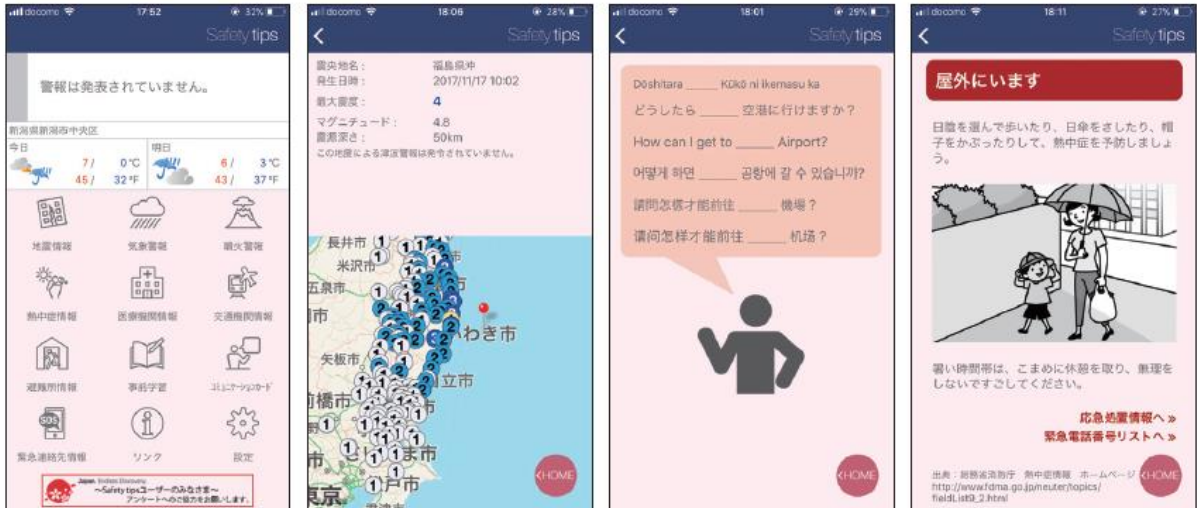 docomo 17:52 32%
Safety tips
警報は発表されていません。
新潟県新潟市中央区
今日 明日
7/ 0℃ 6/ 3℃
45/ 32°F 43/ 37°F
地震情報 気象警報 噴火警報
熱中症情報 医療機関情報 交通機関情報
避難所情報 事前学習 コミュニケーションカード
SOS
緊急連絡先情報 リンク 設定
Japan. Endless Discovery.
~Safety tipsユーザーのみなさま~
アンケートへのご協力をお願いします。
docomo 18:06 28%
Safety tips
震央地名: 福島県沖
発生日時: 2017/11/17 10:02
最大震度: 4
マグニチュード: 4.8
震源深さ: 50km
この地震による津波警報は発令されていません。
長井市
米沢市
五泉市
わき市
矢板市
立市
前橋市
戸市
東京
HOME
docomo 18:01 29%
Safety tips
Dōshitara _____ Kūkō ni ikemasu ka
どうしたら _____ 空港に行けますか?
How can I get to _____ Airport?
어떻게 하면 _____ 공항에 갈 수 있습니까?
請問怎樣才能前往 _____ 機場?
请问怎样才能前往 _____ 机场?
HOME
docomo 18:11 27%
Safety tips
屋外にいます
日陰を選んで歩いたり、日傘をさしたり、帽
子をかぶったりして、熱中症を予防しましょ
う。
暑い時間帯は、こまめに休憩を取り、無理を
しないですごしてください。
応急処置情報へ »
緊急電話番号リストへ »
出典:総務省消防庁 熱中症情報 ホームページ
http://www.fdma.go.jp/neuter/topics/
fieldList9_2.html
HOME